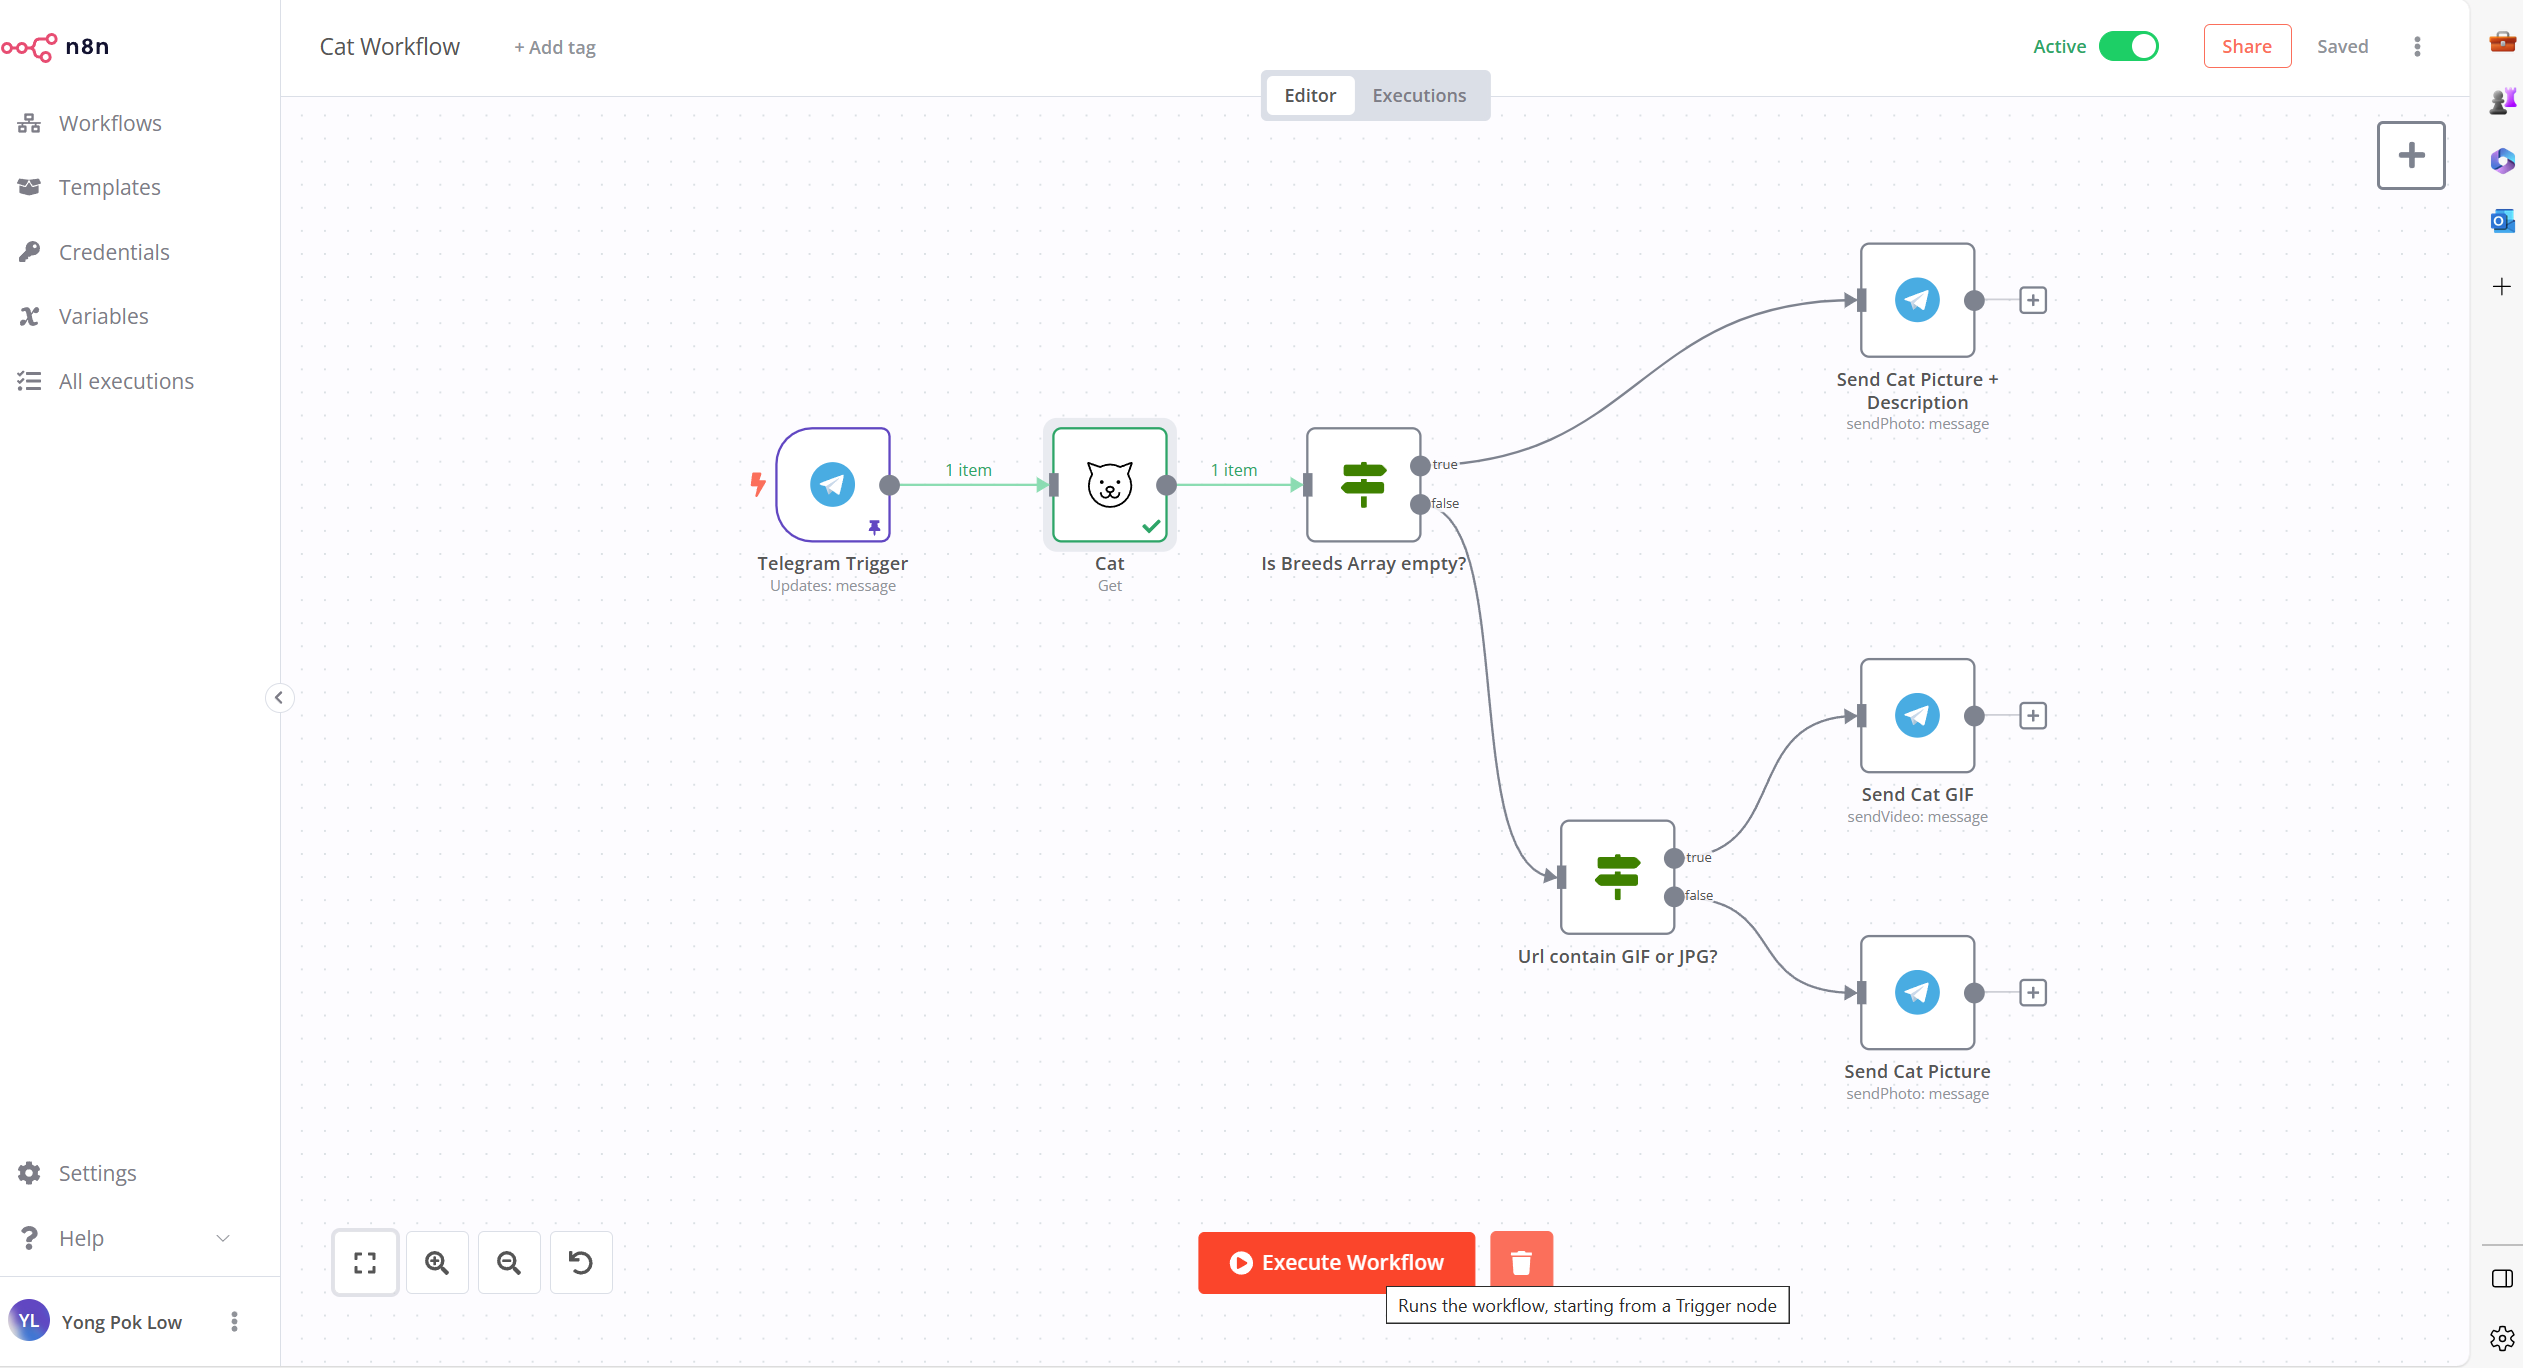 n8n
Cat Workflow
+ Add tag
Active
Share
Saved
Editor
Executions
Workflows
Templates
Credentials
Variables
All executions
Send Cat Picture +
Description
sendPhoto: message
1 item
1 item
true
false
Telegram Trigger
Updates: message
Cat
Get
Is Breeds Array empty?
Send Cat GIF
sendVideo: message
true
false
Url contain GIF or JPG?
Send Cat Picture
sendPhoto: message
Settings
Help
Execute Workflow
Runs the workflow, starting from a Trigger node
YL
Yong Pok Low